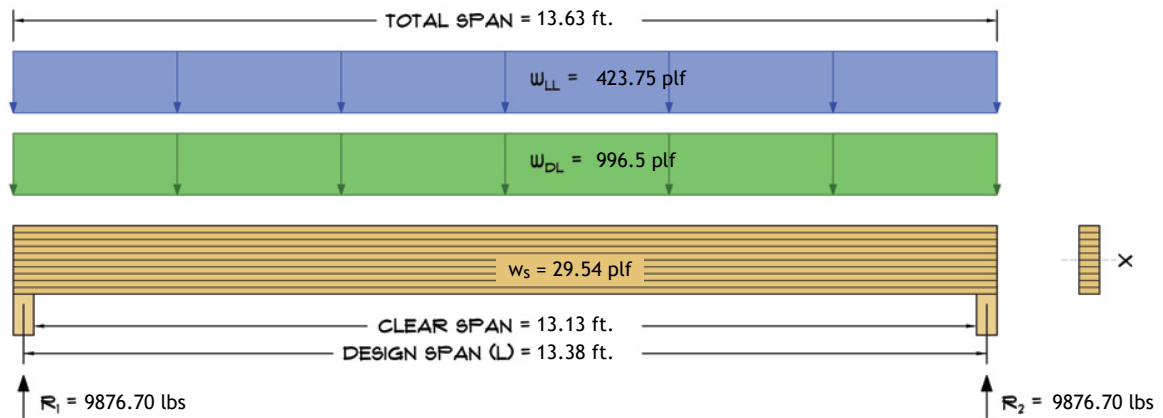 TOTAL SPAN = 13.63 ft.
wLL = 423.75 plf
wDL = 996.5 plf
ws = 29.54 plf
X
CLEAR SPAN = 13.13 ft.
DESIGN SPAN (L) = 13.38 ft.
R1 = 9876.70 lbs
R2 = 9876.70 lbs